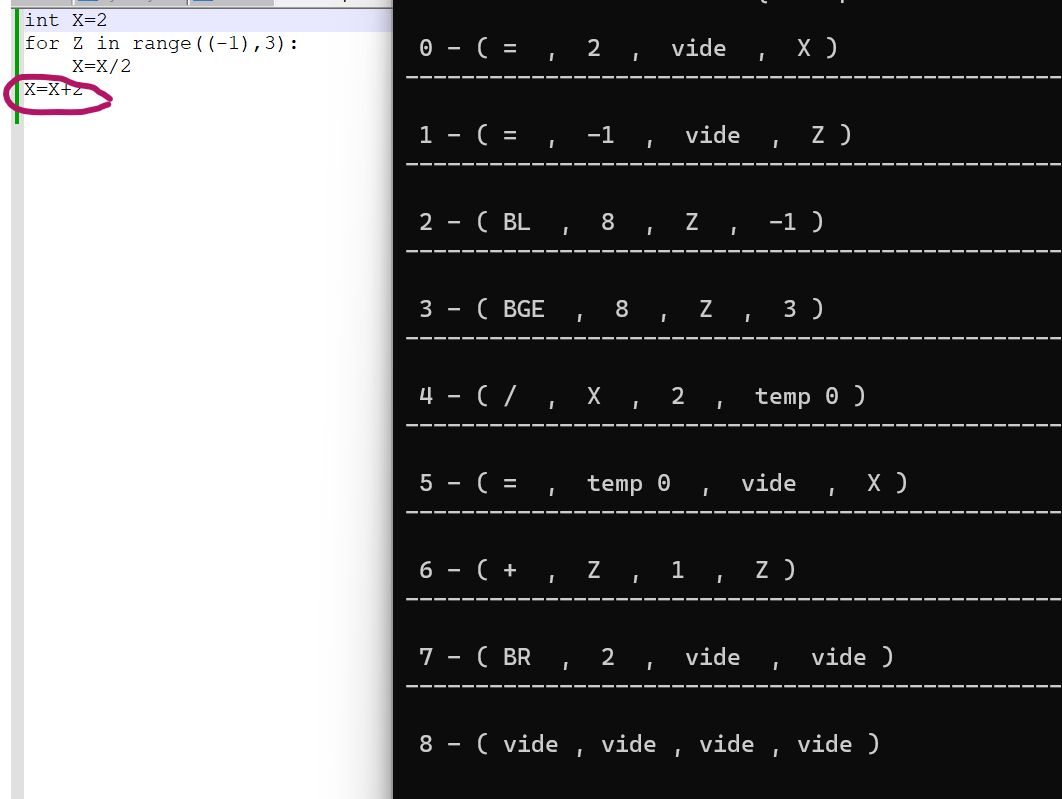 int X=2
for Z in range((-1),3):
X=X/2
X=X+2
0 - ( = , 2 , vide , X )
1 - ( = , -1 , vide , Z )
2 - ( BL , 8 , Z , -1 )
3 - ( BGE , 8 , Z , 3 )
4 - ( / , X , 2 , temp 0 )
5 - ( = , temp 0 , vide , X )
6 - ( + , Z , 1 , Z )
7 - ( BR , 2 , vide , vide )
8 - ( vide , vide , vide , vide )